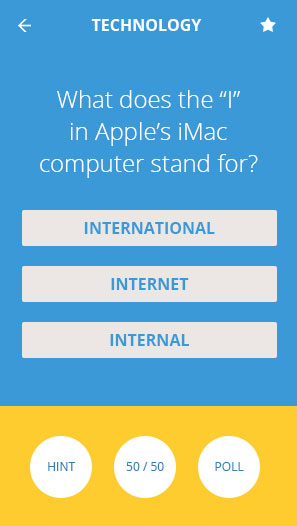 TECHNOLOGY
What does the “I”
in Apple’s iMac
computer stand for?
INTERNATIONAL
INTERNET
INTERNAL
HINT
50 / 50
POLL